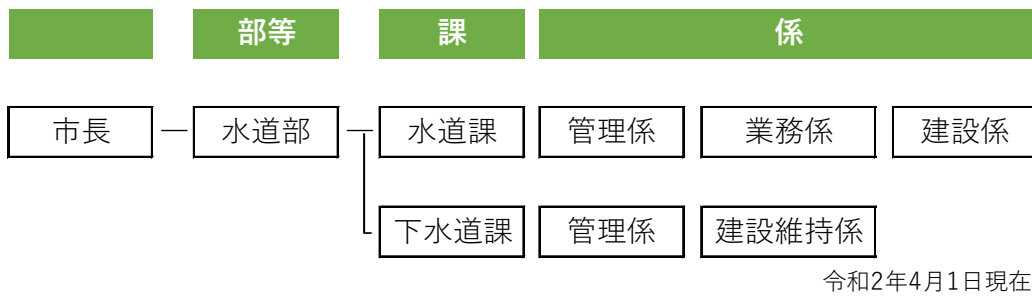 部等 課 係
市長 水道部 水道課 管理係 業務係 建設係
下水道課 管理係 建設維持係
令和2年4月1日現在